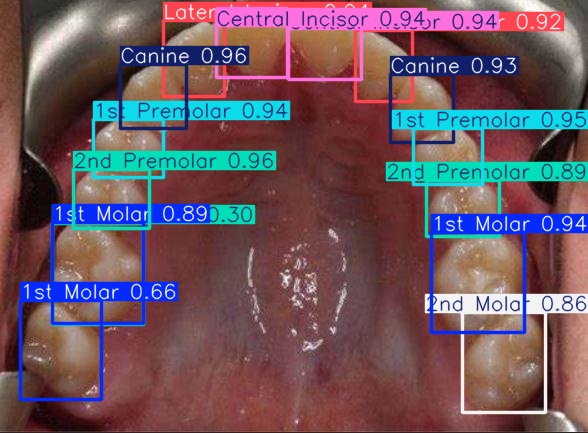 Central Incisor 0.94
0.94
0.92
Canine 0.96
Canine 0.93
1st Premolar 0.94
1st Premolar 0.95
2nd Premolar 0.96
2nd Premolar 0.89
1st Molar 0.89
0.30
1st Molar 0.94
1st Molar 0.66
2nd Molar 0.86